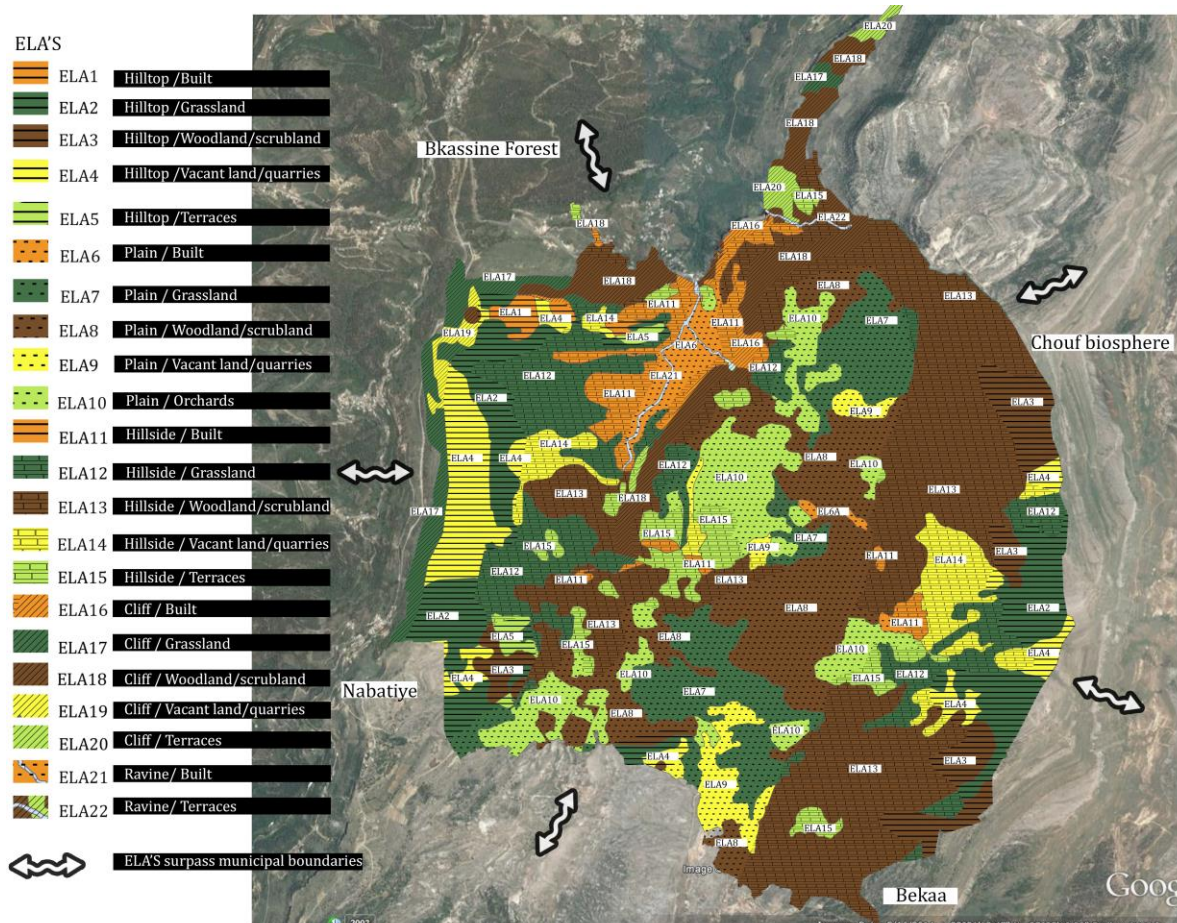 ELA'S
ELA1 Hilltop /Built
ELA2 Hilltop /Grassland
ELA3 Hilltop /Woodland/scrubland
ELA4 Hilltop /Vacant land/quarries
ELA5 Hilltop /Terraces
ELA6 Plain / Built
ELA7 Plain / Grassland
ELA8 Plain / Woodland/scrubland
ELA9 Plain / Vacant land/quarries
ELA10 Plain / Orchards
ELA11 Hillside / Built
ELA12 Hillside / Grassland
ELA13 Hillside / Woodland/scrubland
ELA14 Hillside / Vacant land/quarries
ELA15 Hillside / Terraces
ELA16 Cliff / Built
ELA17 Cliff / Grassland
ELA18 Cliff / Woodland/scrubland
ELA19 Cliff / Vacant land/quarries
ELA20 Cliff / Terraces
ELA21 Ravine/ Built
ELA22 Ravine/ Terraces
ELA'S surpass municipal boundaries
ELA20
ELA18
ELA17
ELA18
Bkassine Forest
ELA20
ELA15
ELA18
ELA16
ELA22
ELA18
ELA17
ELA18
ELA8
ELA13
ELA10
ELA7
ELA1
ELA4
ELA14
ELA11
ELA11
ELA19
ELA5
ELA6
ELA16
Chouf biosphere
ELA12
ELA21
ELA12
ELA2
ELA11
ELA3
ELA9
ELA14
ELA4
ELA4
ELA8
ELA12
ELA10
ELA13
ELA10
ELA4
ELA13
ELA18
ELA17
EL6A
ELA12
ELA15
ELA15
ELA7
ELA15
ELA9
ELA11
ELA3
ELA14
ELA12
ELA11
ELA11
ELA13
ELA2
ELA8
ELA2
ELA5
ELA13
ELA8
ELA11
ELA15
ELA10
ELA4
ELA3
ELA4
ELA10
ELA15
ELA12
Nabatiye
ELA10
ELA7
ELA4
ELA8
ELA10
ELA4
ELA3
ELA13
ELA9
ELA15
ELA8
Image
Bekaa
Goog
2002